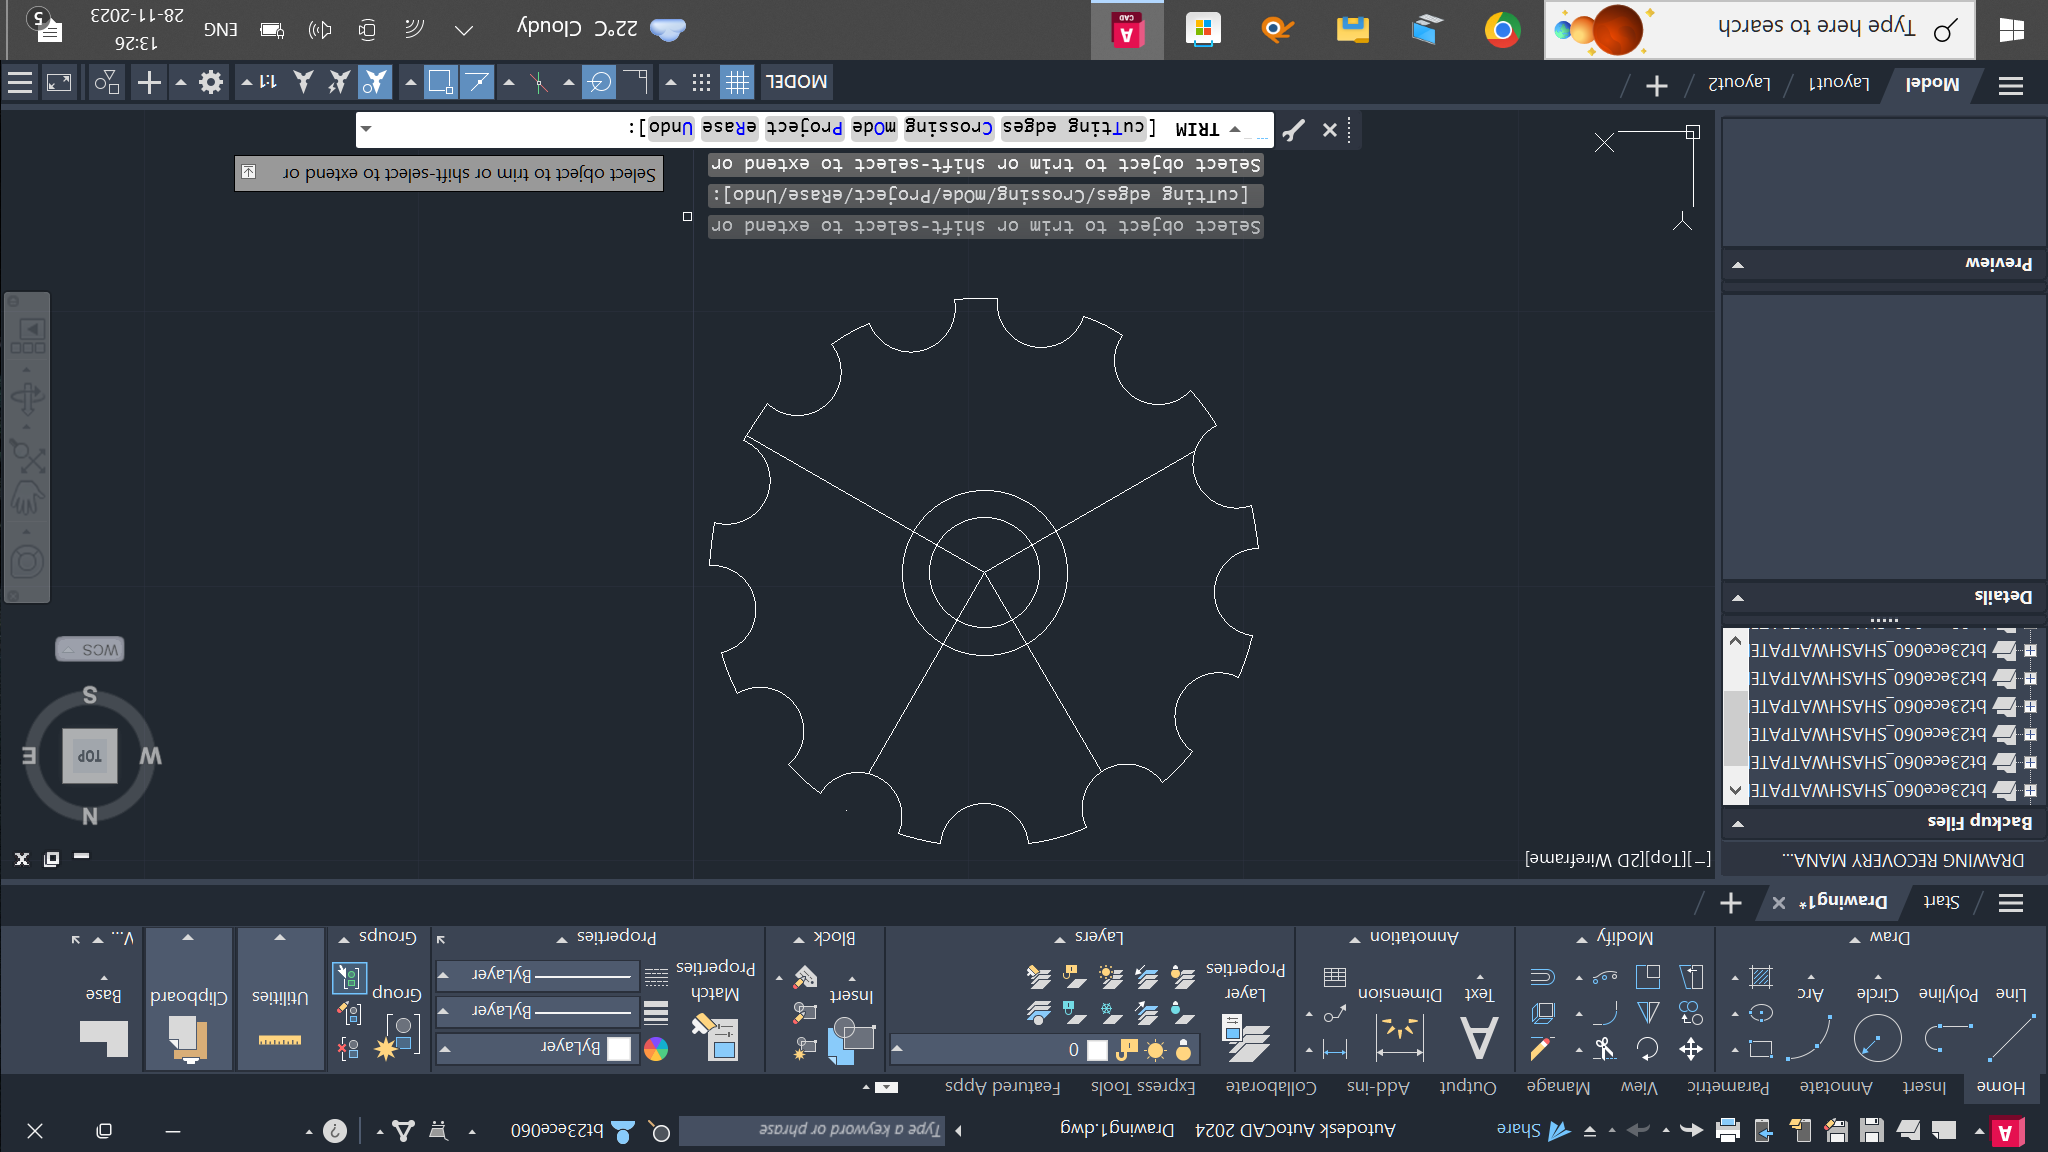 A Share Autodesk AutoCAD 2024 Drawing1.dwg Type a keyword or phrase bt23ece060 ?
Home Insert Annotate Parametric View Manage Output Add-ins Collaborate Express Tools Featured Apps
Line Polyline Circle Arc
Text Dimension
Layer Properties
0
Insert
Match Properties
ByLayer
ByLayer
ByLayer
Group
Utilities
Clipboard
Base
Draw Modify Annotation Layers Block Properties Groups V...
Start Drawing1*
DRAWING RECOVERY MANA...
Backup Files
bt23ece060_SHASHWATPATE
bt23ece060_SHASHWATPATE
bt23ece060_SHASHWATPATE
bt23ece060_SHASHWATPATE
bt23ece060_SHASHWATPATE
bt23ece060_SHASHWATPATE
Details
Preview
[−][Top][2D Wireframe]
N
W TOP E
S
WCS
Y
X
Select object to trim or shift-select to extend or
[cuTting edges/Crossing/mOde/Project/eRase/Undo]:
Select object to trim or shift-select to extend or
Select object to trim or shift-select to extend or
TRIM [cuTting edges Crossing mOde Project eRase Undo]:
Model Layout1 Layout2 MODEL 1:1
Type here to search
A CAD
22°C Cloudy
ENG
13:26
28-11-2023
5